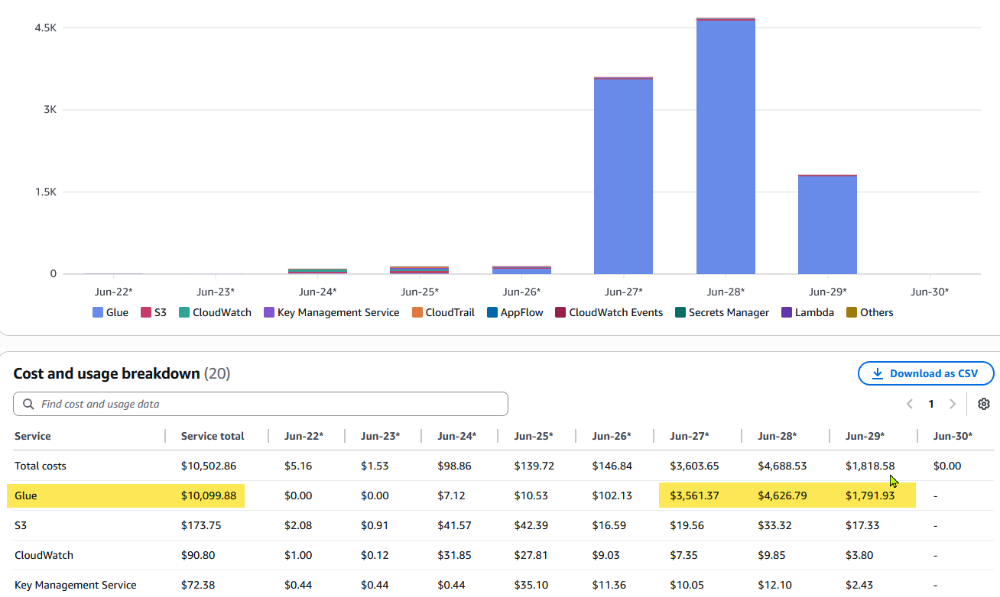 4.5K
3K
1.5K
0
Jun-22* Jun-23* Jun-24* Jun-25* Jun-26* Jun-27* Jun-28* Jun-29* Jun-30*
Glue S3 CloudWatch Key Management Service CloudTrail AppFlow CloudWatch Events Secrets Manager Lambda Others
Cost and usage breakdown (20) Download as CSV
Find cost and usage data 1
Service Service total Jun-22* Jun-23* Jun-24* Jun-25* Jun-26* Jun-27* Jun-28* Jun-29* Jun-30*
Total costs $10,502.86 $5.16 $1.53 $98.86 $139.72 $146.84 $3,603.65 $4,688.53 $1,818.58 $0.00
Glue $10,099.88 $0.00 $0.00 $7.12 $10.53 $102.13 $3,561.37 $4,626.79 $1,791.93 -
S3 $173.75 $2.08 $0.91 $41.57 $42.39 $16.59 $19.56 $33.32 $17.33 -
CloudWatch $90.80 $1.00 $0.12 $31.85 $27.81 $9.03 $7.35 $9.85 $3.80 -
Key Management Service $72.38 $0.44 $0.44 $0.44 $35.10 $11.36 $10.05 $12.10 $2.43 -